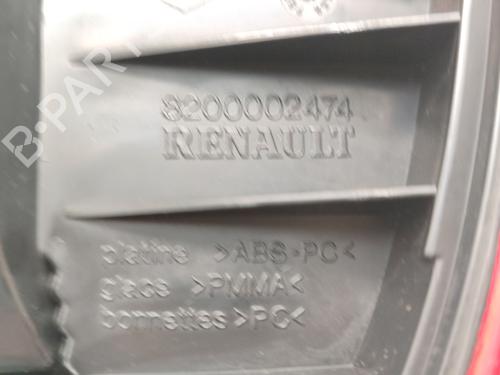 B-PARTS
8200002474
RENAULT
platine >ABS-PC<
glace >PMMA<
bonnettes >PC<